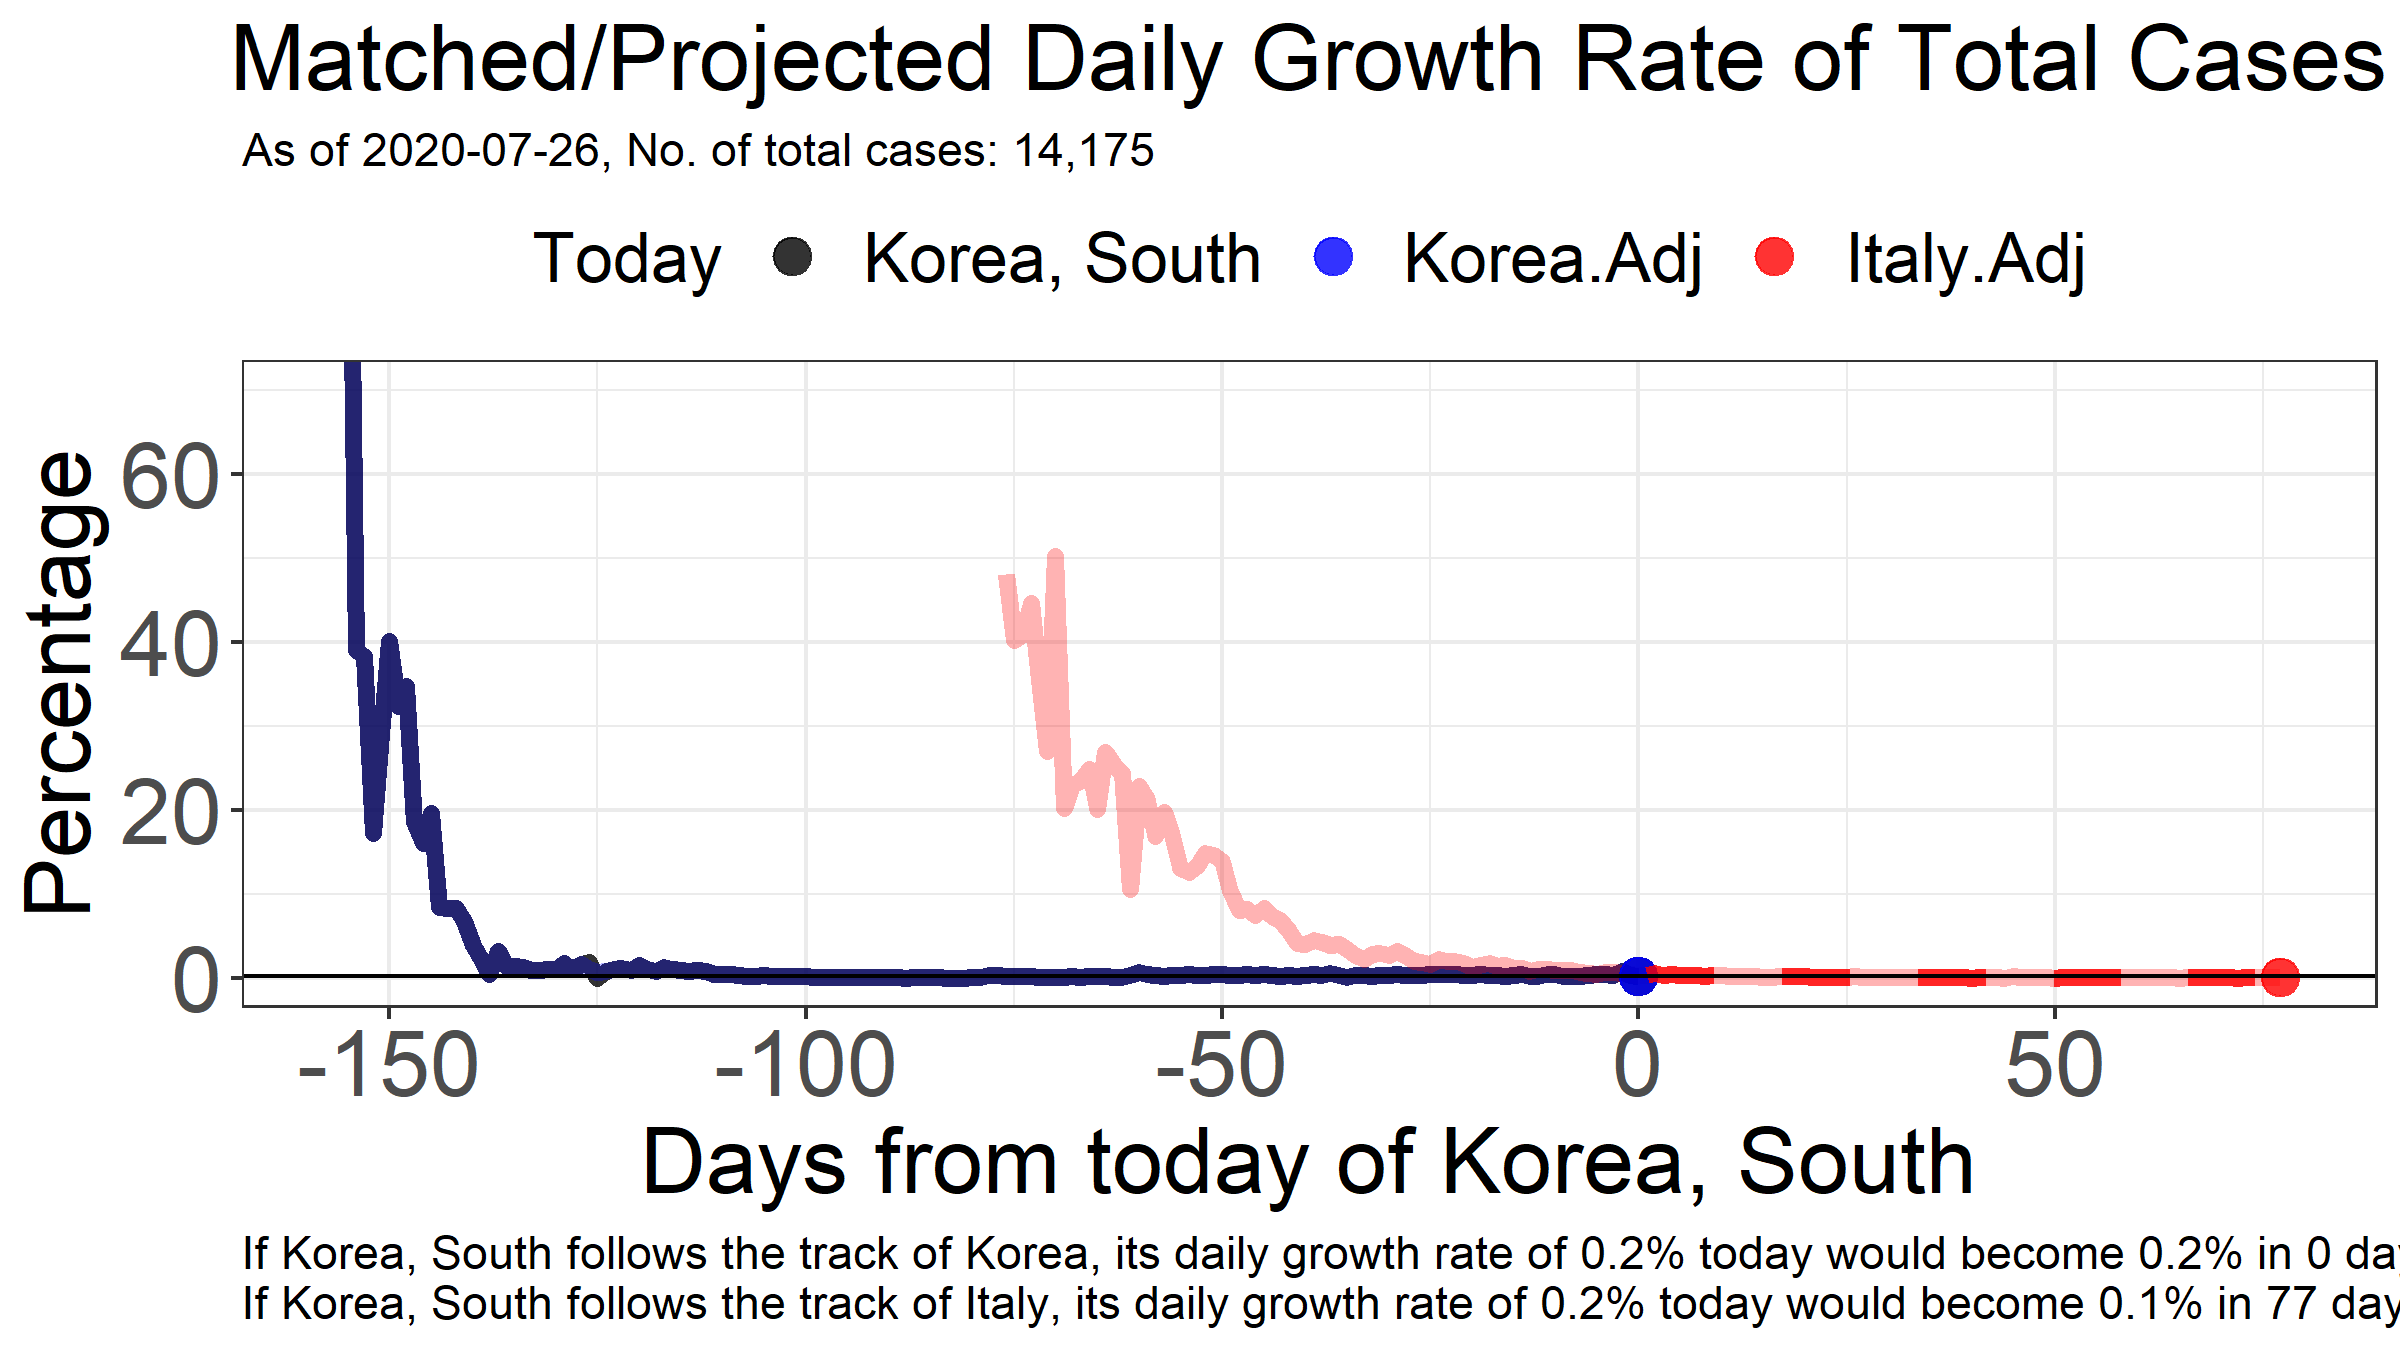 Matched/Projected Daily Growth Rate of Total Cases
As of 2020-07-26, No. of total cases: 14,175
Today Korea, South Korea.Adj Italy.Adj
Percentage
60
40
20
0
-150 -100 -50 0 50
Days from today of Korea, South
If Korea, South follows the track of Korea, its daily growth rate of 0.2% today would become 0.2% in 0
If Korea, South follows the track of Italy, its daily growth rate of 0.2% today would become 0.1% in 77